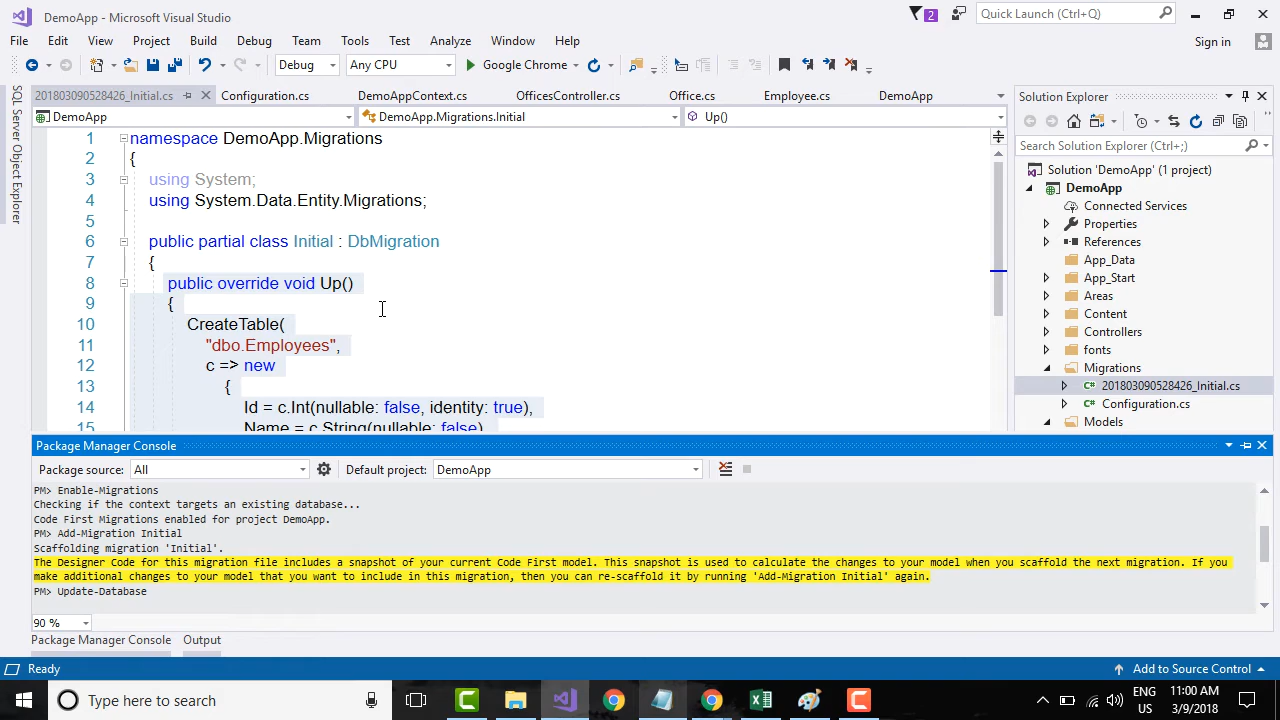 DemoApp - Microsoft Visual Studio
2
Quick Launch (Ctrl+Q)
File Edit View Project Build Debug Team Tools Test Analyze Window Help
Sign in
Debug Any CPU Google Chrome
SQL Server Object Explorer
201803090528426_Initial.cs Configuration.cs DemoAppContext.cs OfficesController.cs Office.cs Employee.cs DemoApp
DemoApp DemoApp.Migrations.Initial Up()
1 namespace DemoApp.Migrations
2 {
3 using System;
4 using System.Data.Entity.Migrations;
5
6 public partial class Initial : DbMigration
7 {
8 public override void Up()
9 {
10 CreateTable(
11 "dbo.Employees",
12 c => new
13 {
14 Id = c.Int(nullable: false, identity: true),
15 Name = c.String(nullable: false)
Solution Explorer
Search Solution Explorer (Ctrl+;)
Solution 'DemoApp' (1 project)
DemoApp
Connected Services
Properties
References
App_Data
App_Start
Areas
Content
Controllers
fonts
Migrations
C# 201803090528426_Initial.cs
C# Configuration.cs
Models
Package Manager Console
Package source: All Default project: DemoApp
PM> Enable-Migrations
Checking if the context targets an existing database...
Code First Migrations enabled for project DemoApp.
PM> Add-Migration Initial
Scaffolding migration 'Initial'.
The Designer Code for this migration file includes a snapshot of your current Code First model. This snapshot is used to calculate the changes to your model when you scaffold the next migration. If you
make additional changes to your model that you want to include in this migration, then you can re-scaffold it by running 'Add-Migration Initial' again.
PM> Update-Database
90 %
Package Manager Console Output
Ready
Add to Source Control
Type here to search
ENG
US
11:00 AM
3/9/2018